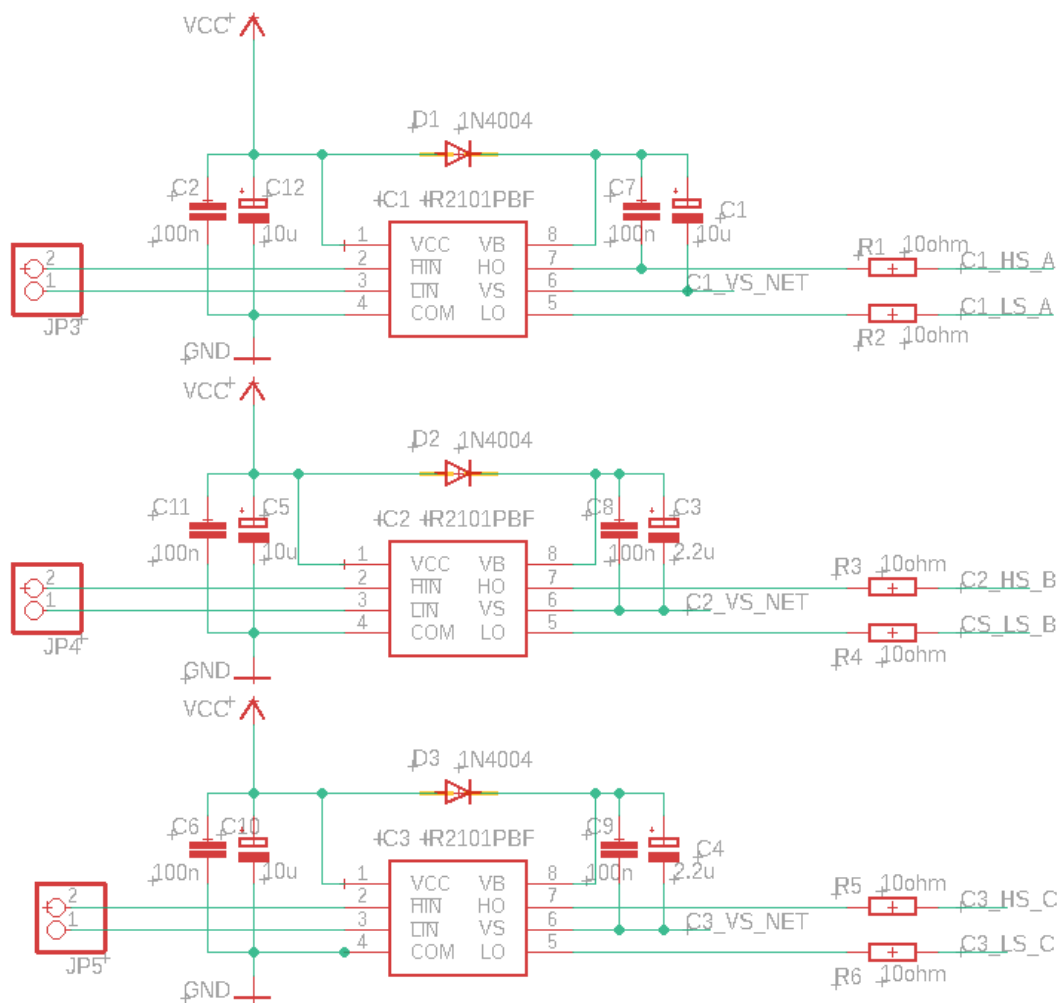 VCC
D1 1N4004
C2 C12 IC1 IR2101PBF C7 C1
100n 10u 100n 10u
1 VCC VB 8
2 2 HIN HO 7 R1 10ohm C1_HS_A
1 3 LIN VS 6 C1_VS_NET
4 COM LO 5 10ohm C1_LS_A
JP3 R2
GND
VCC
D2 1N4004
C11 C5 IC2 IR2101PBF C8 C3
100n 10u 100n 2.2u
1 VCC VB 8
2 2 HIN HO 7 R3 10ohm C2_HS_B
1 3 LIN VS 6 C2_VS_NET
4 COM LO 5 10ohm CS_LS_B
JP4 R4
GND
VCC
D3 1N4004
C6 C10 IC3 IR2101PBF C9 C4
100n 10u 100n 2.2u
1 VCC VB 8
2 2 HIN HO 7 R5 10ohm C3_HS_C
1 3 LIN VS 6 C3_VS_NET
4 COM LO 5 10ohm C3_LS_C
JP5 R6
GND